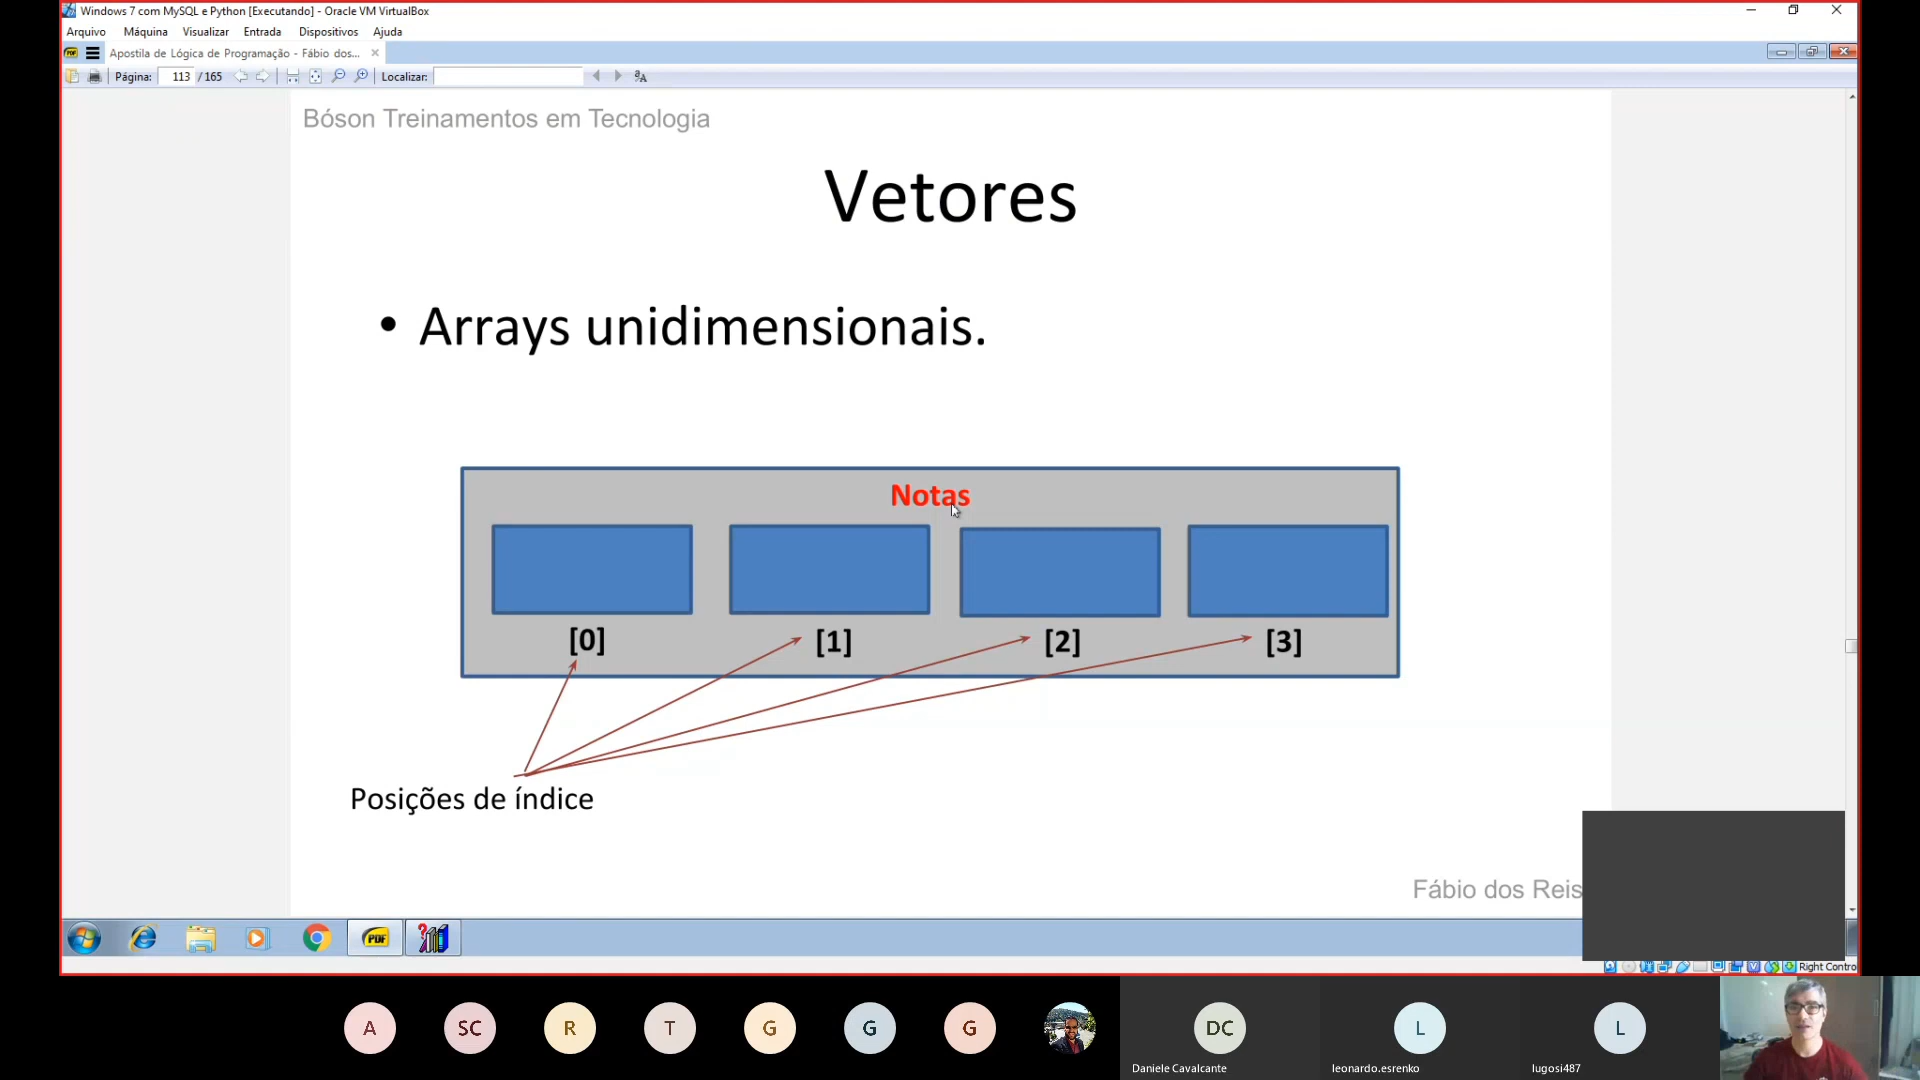 Windows 7 com MySQL e Python [Executando] - Oracle VM VirtualBox
Arquivo Máquina Visualizar Entrada Dispositivos Ajuda
Apostila de Lógica de Programação - Fábio dos...
Página: 113 / 165 Localizar:
Bóson Treinamentos em Tecnologia
Vetores
• Arrays unidimensionais.
Notas
[0] [1] [2] [3]
Posições de índice
Fábio dos Reis
PDF
Right Contro
A SC R T G G G DC L L
Daniele Cavalcante leonardo.esrenko lugosi487